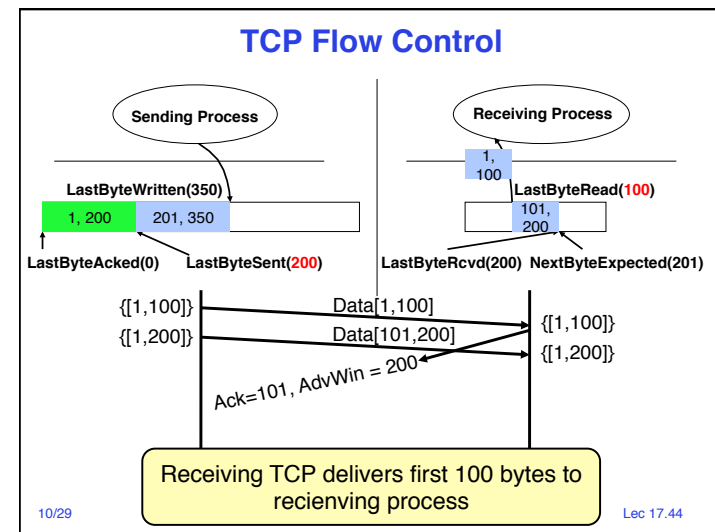 TCP Flow Control
Sending Process
Receiving Process
1,
100
LastByteWritten(350)
LastByteRead(100)
1, 200
201, 350
101,
200
LastByteAcked(0)
LastByteSent(200)
LastByteRcvd(200)
NextByteExpected(201)
{[1,100]}
Data[1,100]
{[1,100]}
{[1,200]}
Data[101,200]
{[1,200]}
Ack=101, AdvWin = 200
Receiving TCP delivers first 100 bytes to
recienving process
10/29
Lec 17.44